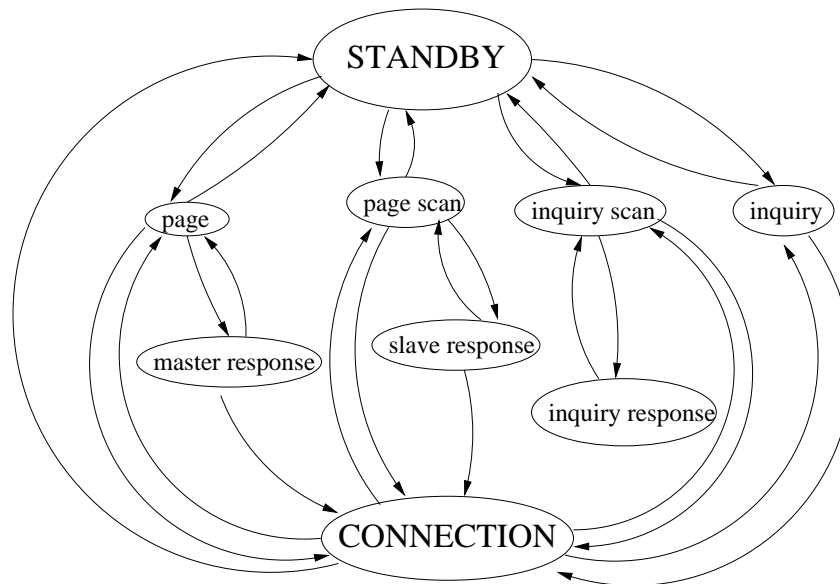 STANDBY
page
page scan
inquiry scan
inquiry
master response
slave response
inquiry response
CONNECTION